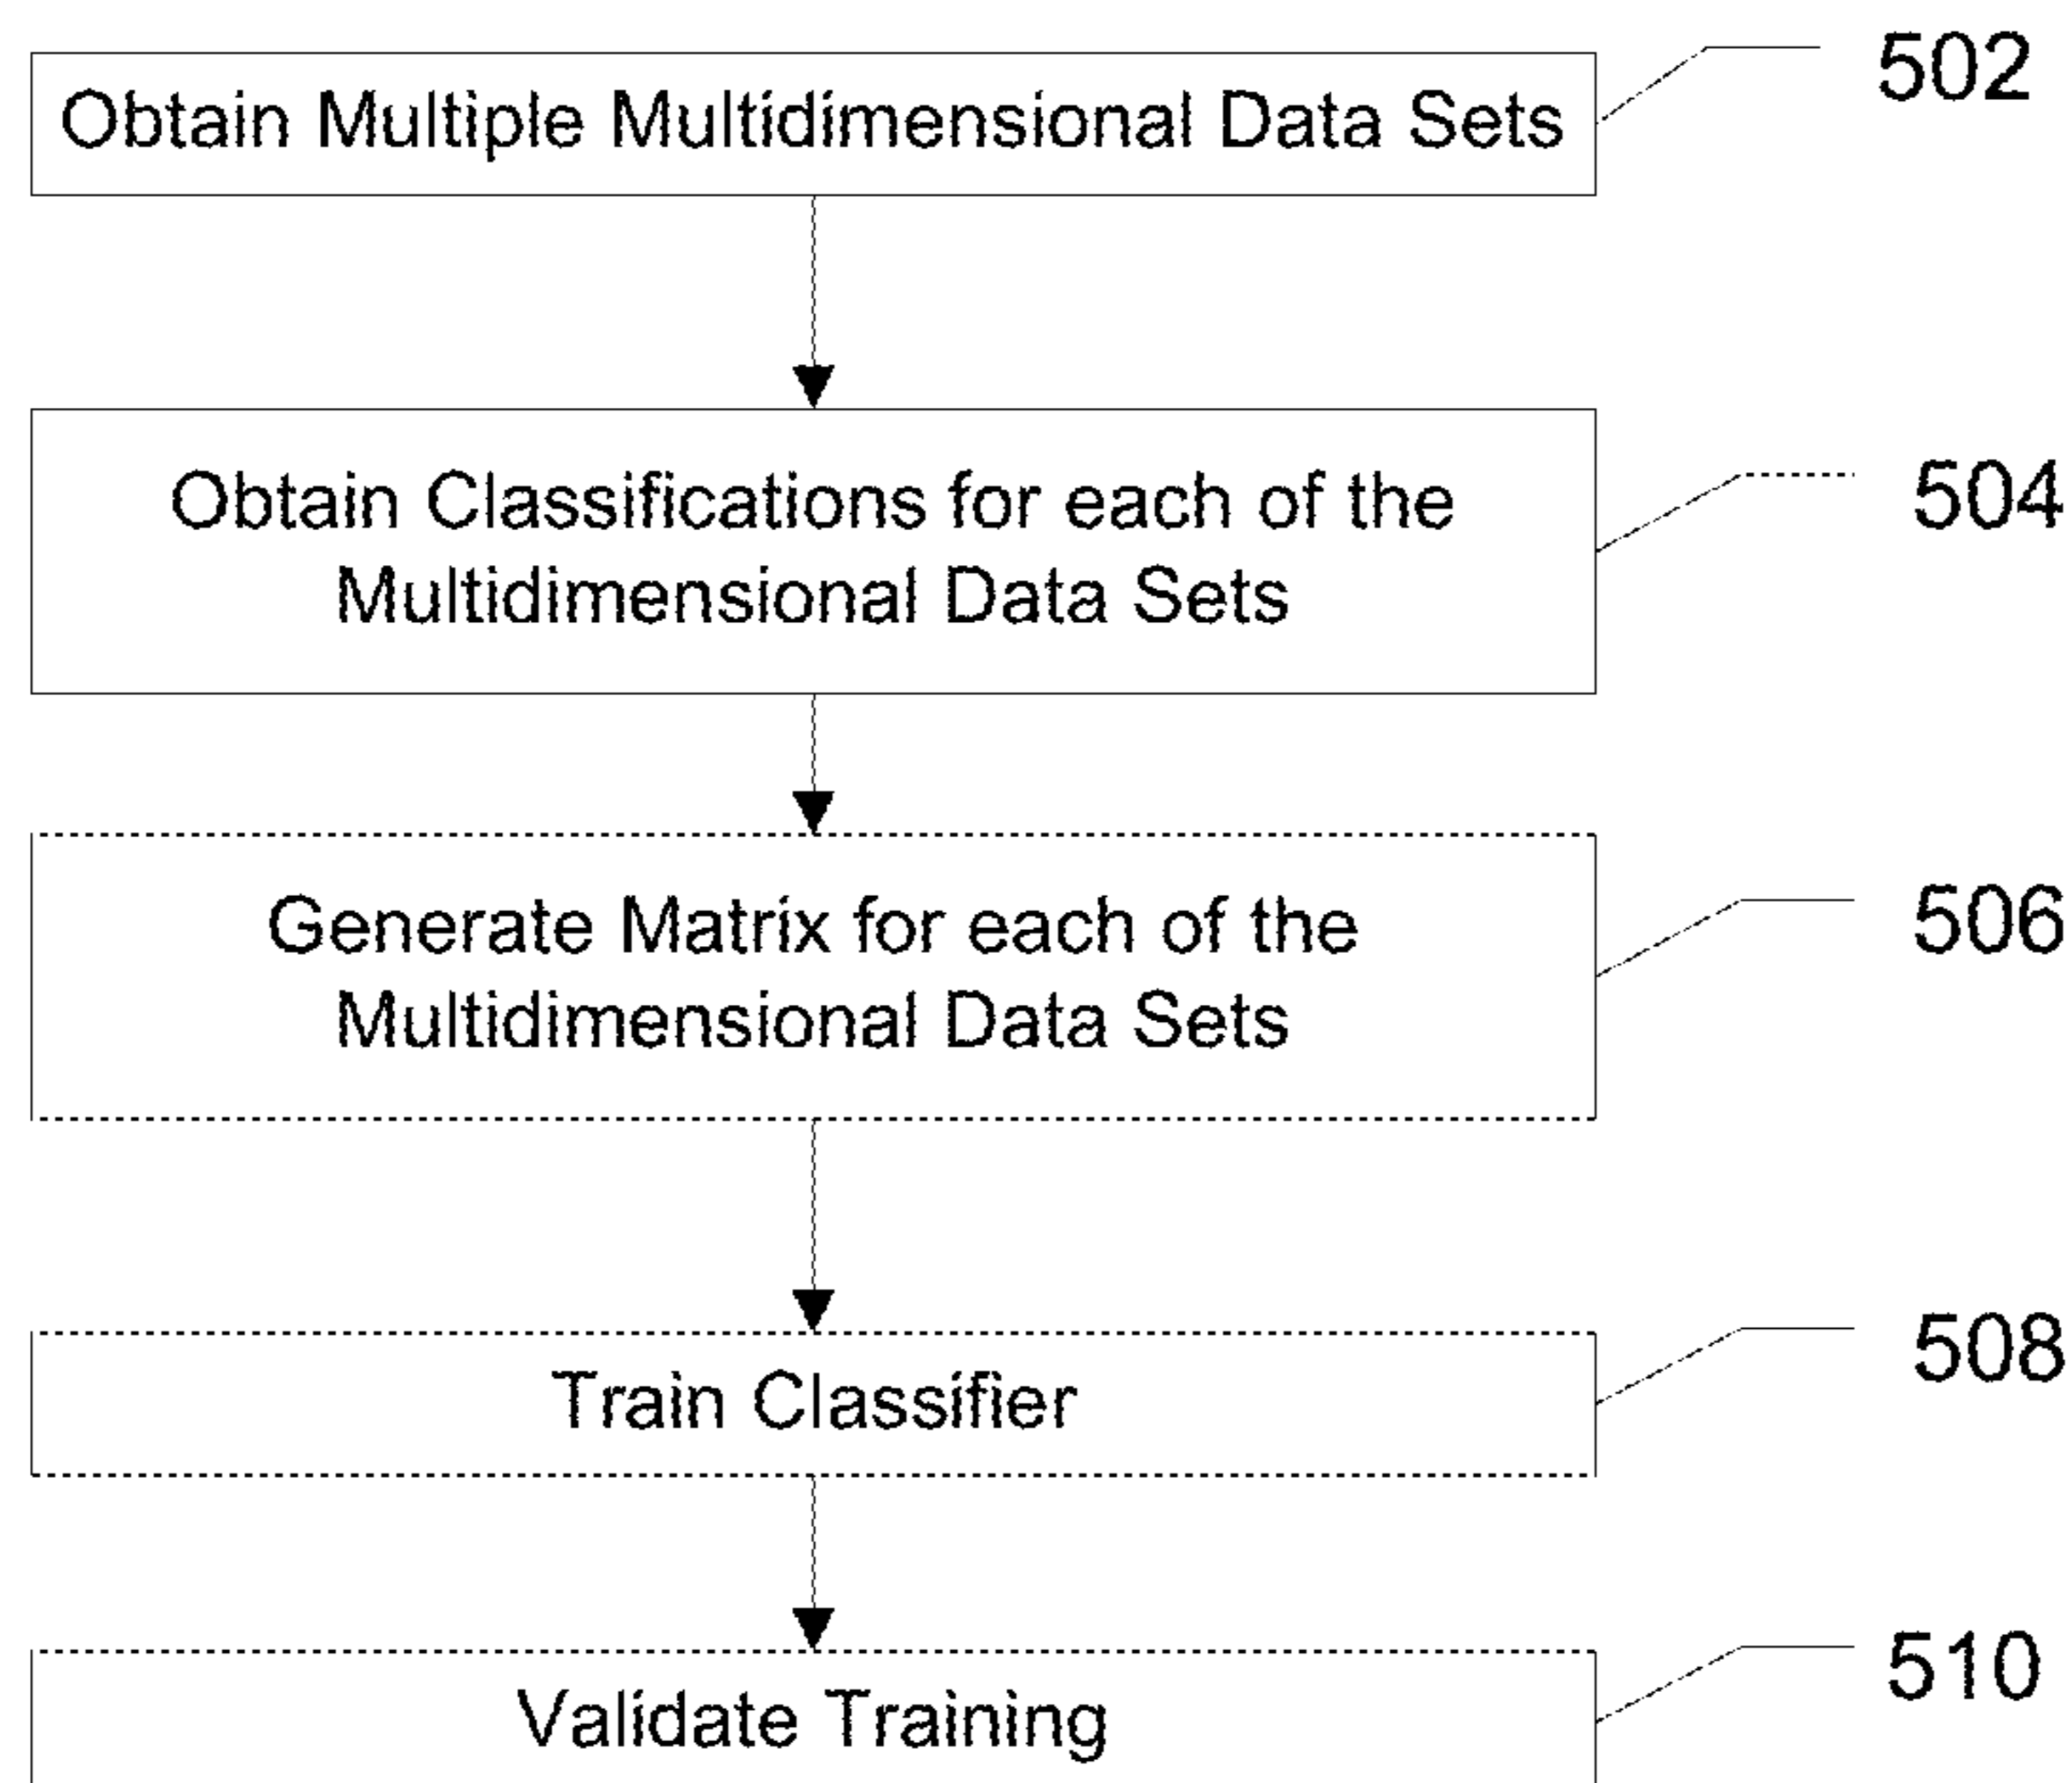 Obtain Multiple Multidimensional Data Sets
502
Obtain Classifications for each of the
Multidimensional Data Sets
504
Generate Matrix for each of the
Multidimensional Data Sets
506
Train Classifier
508
Validate Training
510